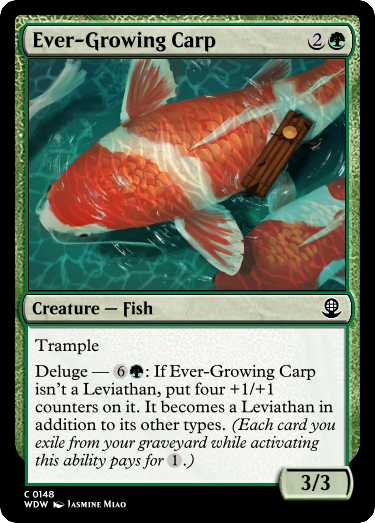 Ever-Growing Carp 2
Creature — Fish
Trample
Deluge — 6: If Ever-Growing Carp
isn't a Leviathan, put four +1/+1
counters on it. It becomes a Leviathan in
addition to its other types. (Each card you
exile from your graveyard while activating
this ability pays for 1.)
3/3
C 0148
WDW Jasmine Miao